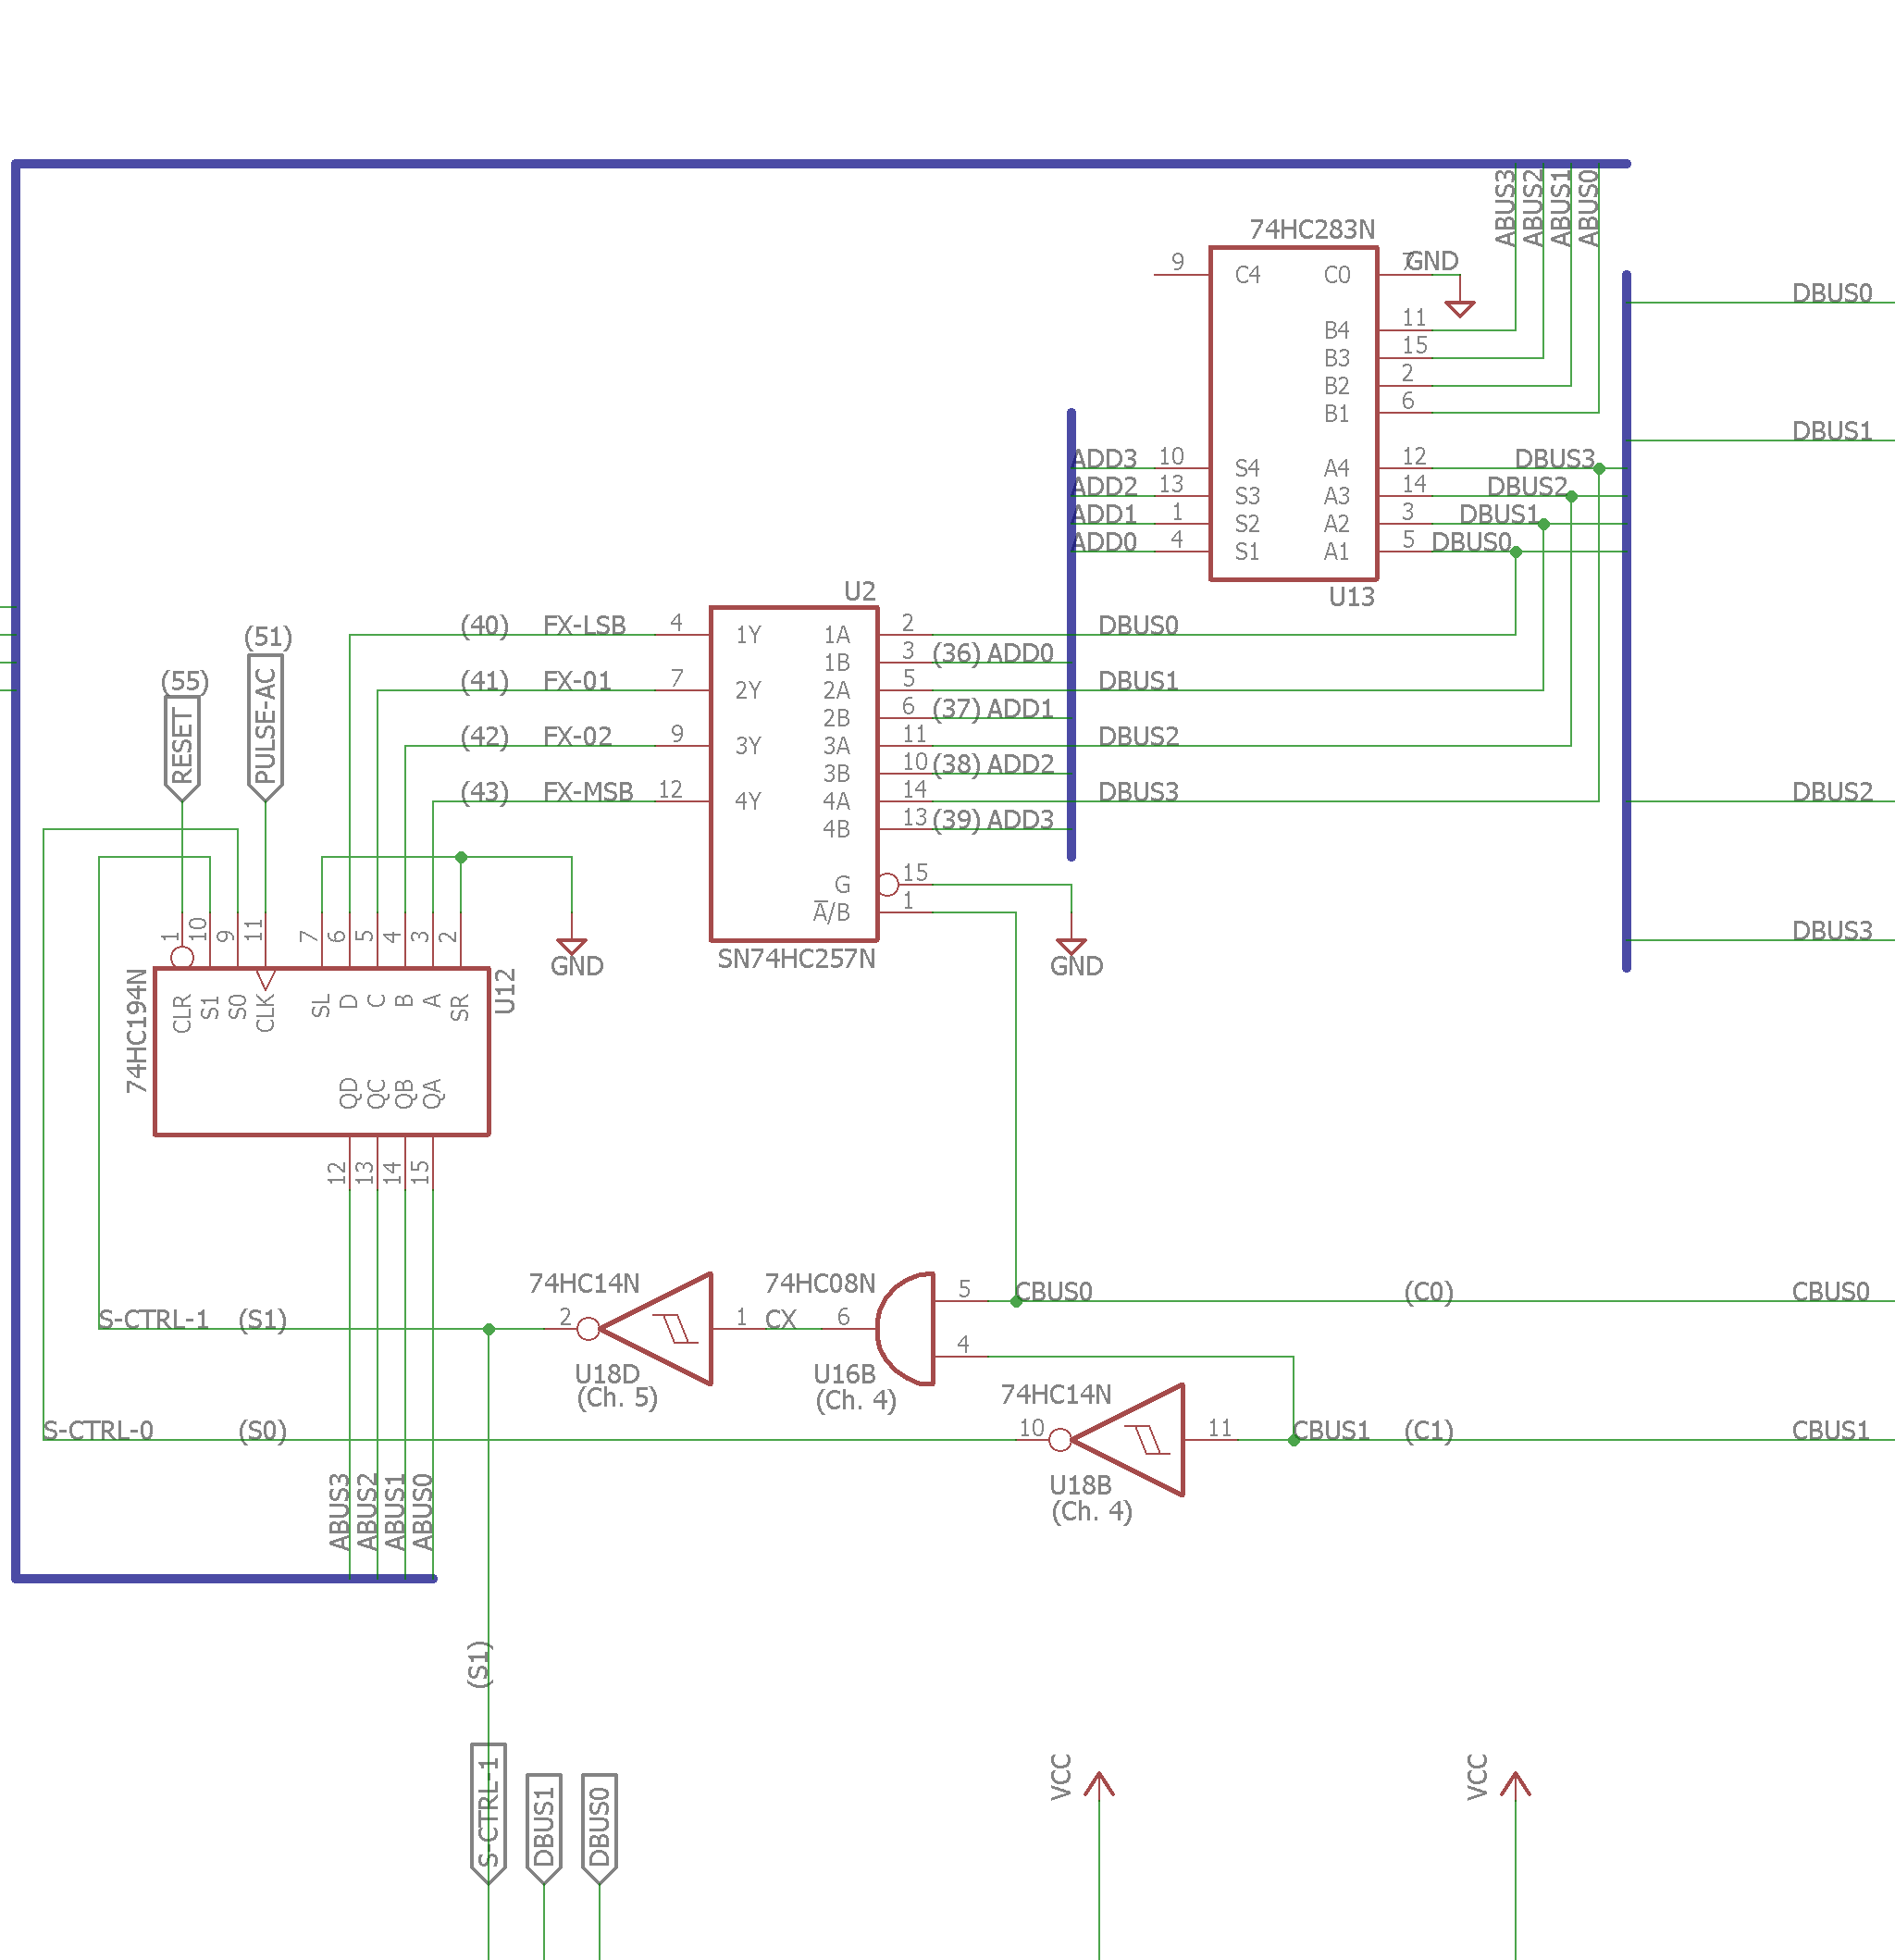 ABUS3
ABUS2
ABUS1
ABUS0
74HC283N
9
C4
C0
7
GND
11
B4
15
B3
2
B2
6
B1
ADD3
10
S4
A4
12
DBUS3
ADD2
13
S3
A3
14
DBUS2
ADD1
1
S2
A2
3
DBUS1
ADD0
4
S1
A1
5
DBUS0
U13
DBUS0
DBUS1
DBUS2
DBUS3
U2
(40) FX-LSB 4
1Y
1A
2
DBUS0
1B
3
(36) ADD0
(41) FX-01 7
2Y
2A
5
DBUS1
2B
6
(37) ADD1
(42) FX-02 9
3Y
3A
11
DBUS2
3B
10
(38) ADD2
(43) FX-MSB 12
4Y
4A
14
DBUS3
4B
13
(39) ADD3
G
15
A/B
1
SN74HC257N
GND
GND
(55)
RESET
(51)
PULSE-AC
1
10
9
11
7
6
5
4
3
2
74HC194N
CLR
S1
S0
CLK
SL
D
C
B
A
SR
U12
QD
QC
QB
QA
12
13
14
15
S-CTRL-1 (S1)
74HC14N
2
1
U18D
(Ch. 5)
CX
74HC08N
6
5
4
U16B
(Ch. 4)
CBUS0 (C0) CBUS0
S-CTRL-0 (S0)
74HC14N
10
11
U18B
(Ch. 4)
CBUS1 (C1) CBUS1
ABUS3
ABUS2
ABUS1
ABUS0
(S1)
S-CTRL-1
DBUS1
DBUS0
VCC
VCC